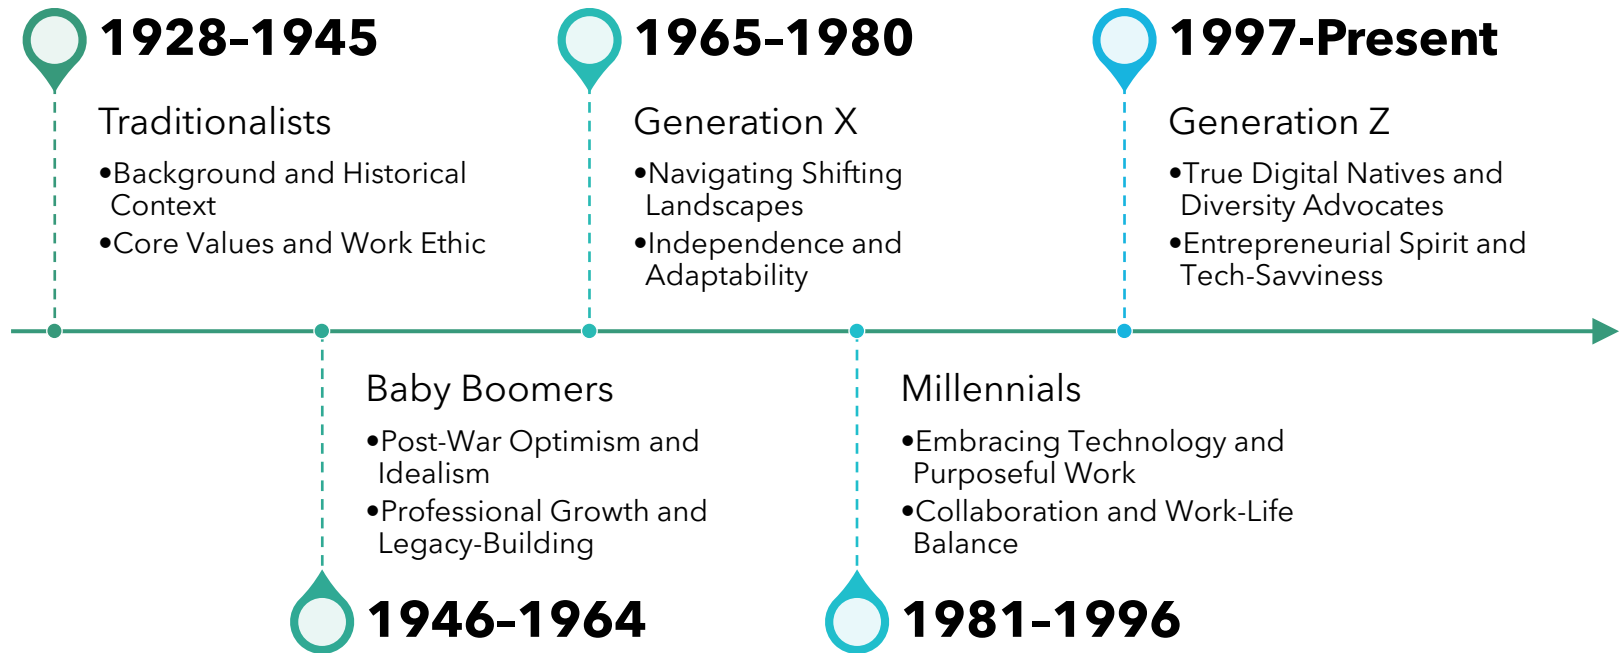 1928–1945
Traditionalists
•Background and Historical
Context
•Core Values and Work Ethic
1965–1980
Generation X
•Navigating Shifting
Landscapes
•Independence and
Adaptability
1997-Present
Generation Z
•True Digital Natives and
Diversity Advocates
•Entrepreneurial Spirit and
Tech-Savviness
Baby Boomers
•Post-War Optimism and
Idealism
•Professional Growth and
Legacy-Building
1946–1964
Millennials
•Embracing Technology and
Purposeful Work
•Collaboration and Work-Life
Balance
1981–1996